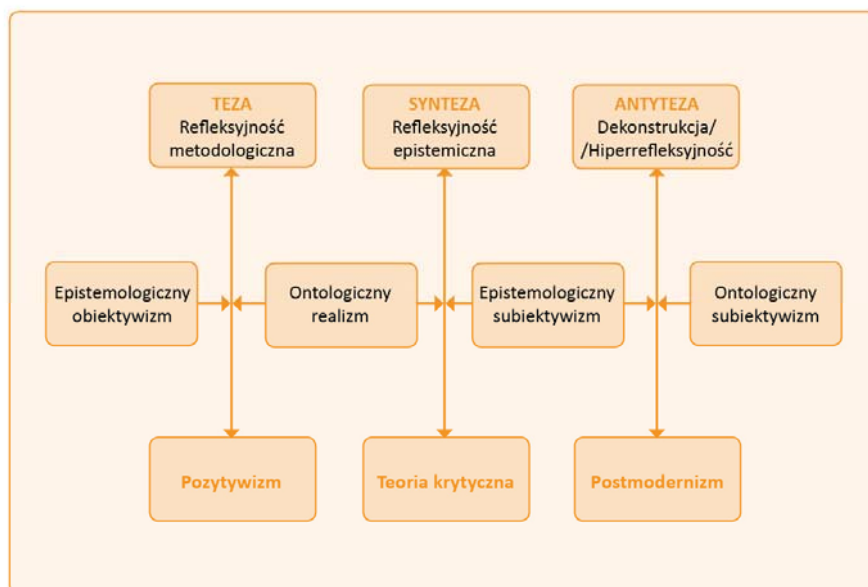 TEZA
Refleksyjność
metodologiczna
SYNTEZA
Refleksyjność
epistemiczna
ANTYTEZA
Dekonstrukcja/
/Hiperrefleksyjność
Epistemologiczny
obiektywizm
Ontologiczny
realizm
Epistemologiczny
subiektywizm
Ontologiczny
subiektywizm
Pozytywizm
Teoria krytyczna
Postmodernizm